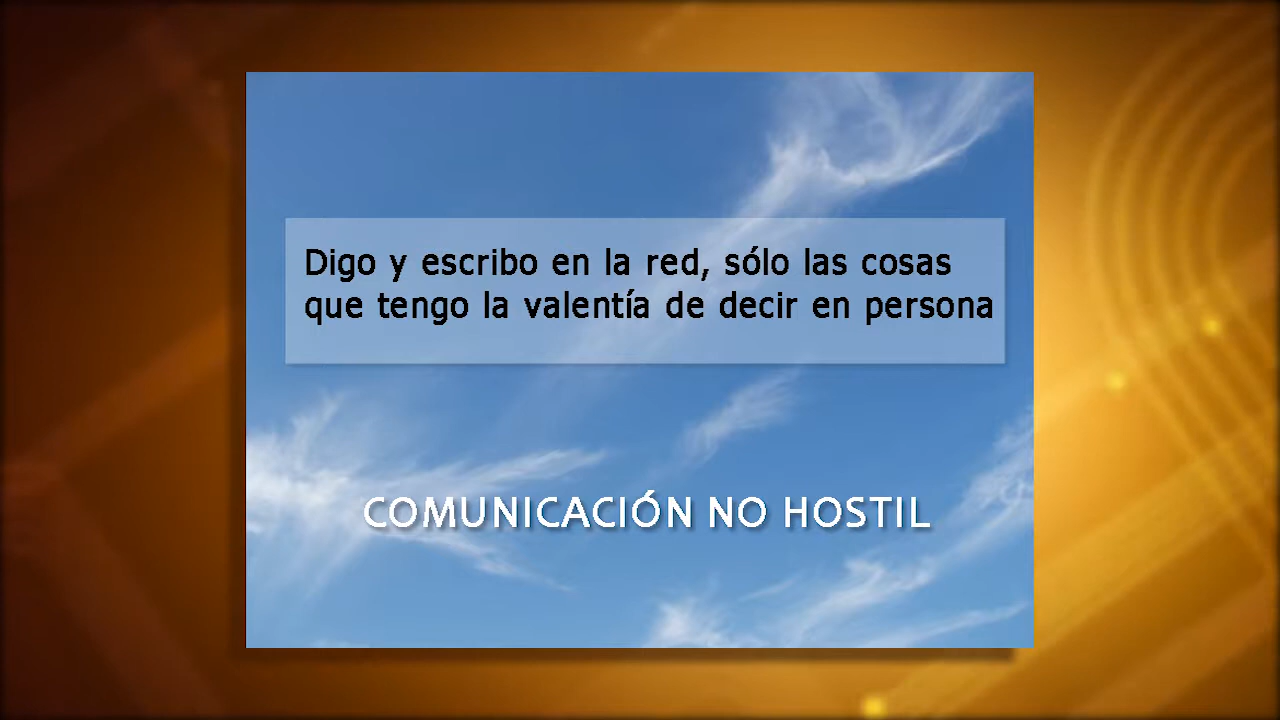 Digo y escribo en la red, sólo las cosas
que tengo la valentía de decir en persona
COMUNICACIÓN NO HOSTIL